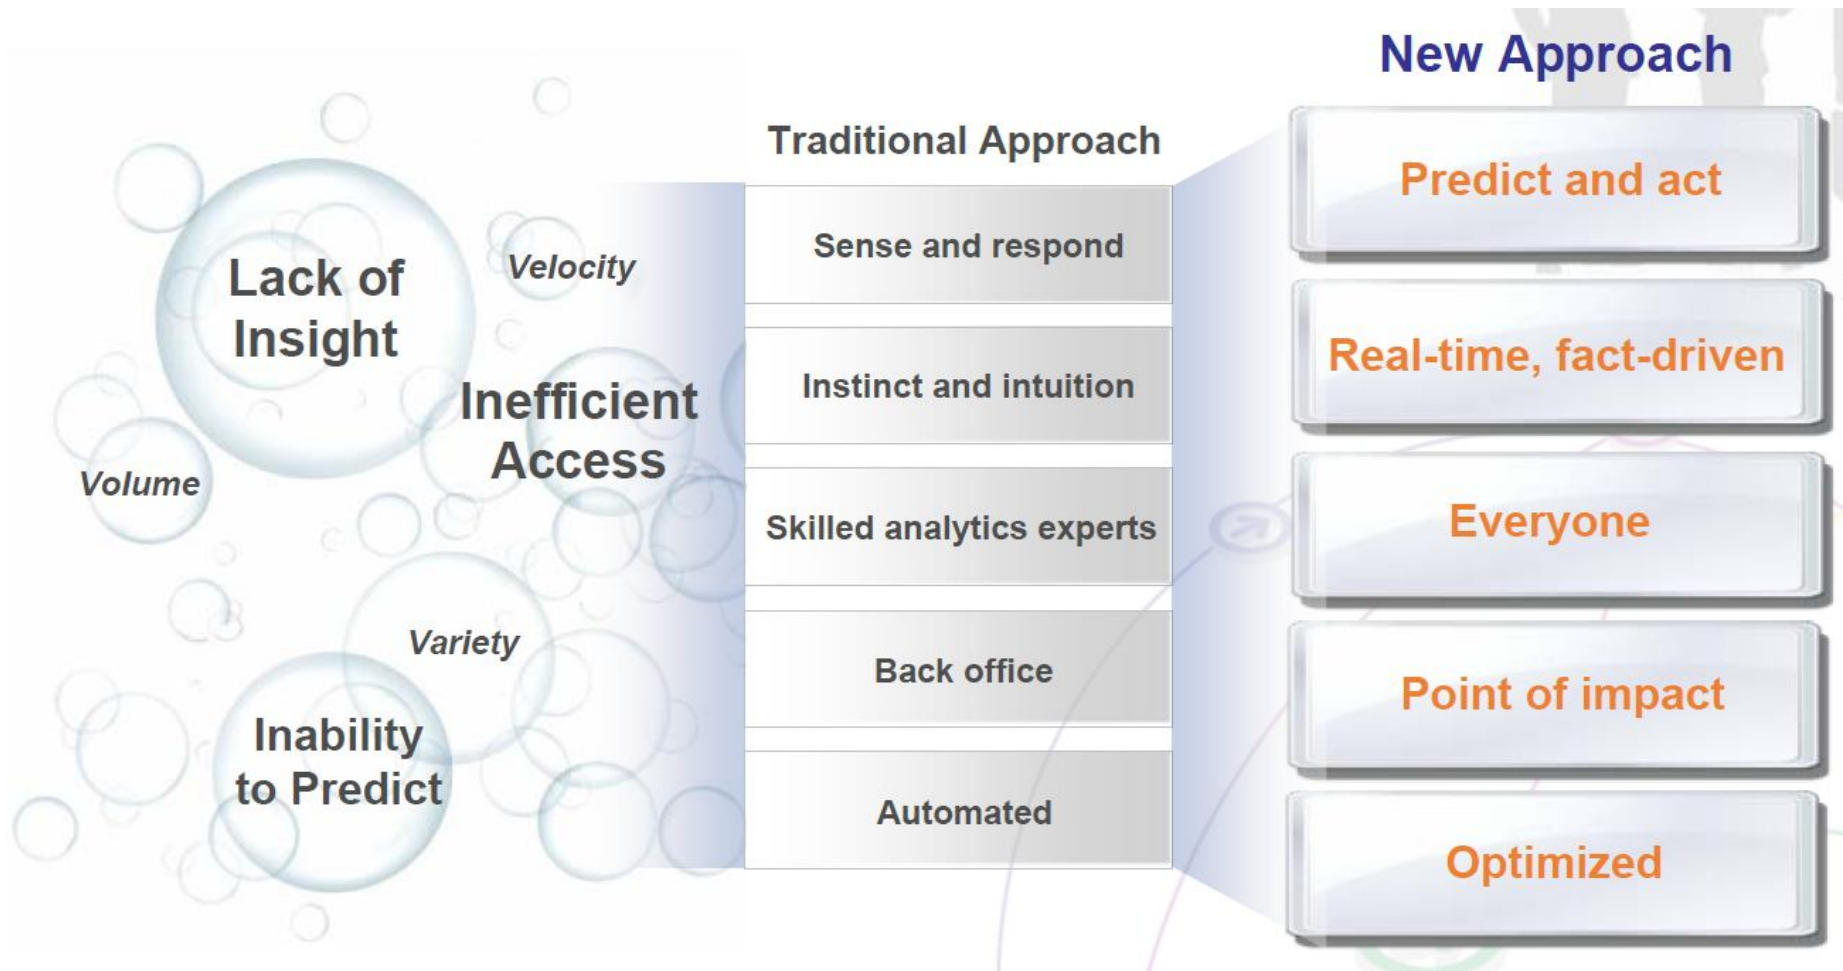 Lack of
Insight
Velocity
Inefficient
Access
Volume
Variety
Inability
to Predict
Traditional Approach
Sense and respond
Instinct and intuition
Skilled analytics experts
Back office
Automated
New Approach
Predict and act
Real-time, fact-driven
Everyone
Point of impact
Optimized